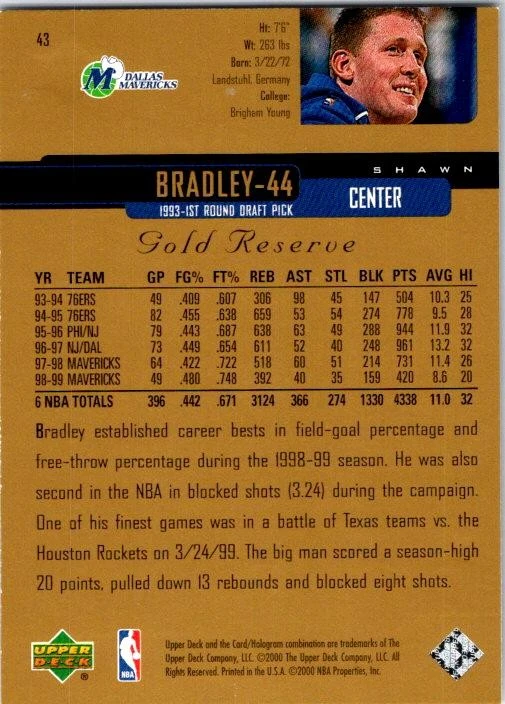 43
Ht: 7'6"
Wt: 263 lbs
Born: 3/22/72
Landstuhl, Germany
College:
Brigham Young
M DALLAS
MAVERICKS
SHAWN
BRADLEY-44
CENTER
1993-1ST ROUND DRAFT PICK
Gold Reserve
YR TEAM GP FG% FT% REB AST STL BLK PTS AVG HI
93-94 76ERS 49 .409 .607 306 98 45 147 504 10.3 25
94-95 76ERS 82 .455 .638 659 53 54 274 778 9.5 28
95-96 PHI/NJ 79 .443 .687 638 63 49 288 944 11.9 32
96-97 NJ/DAL 73 .449 .654 611 52 40 248 961 13.2 32
97-98 MAVERICKS 64 .422 .722 518 60 51 214 731 11.4 26
98-99 MAVERICKS 49 .480 .748 392 40 35 159 420 8.6 20
6 NBA TOTALS 396 .442 .671 3124 366 274 1330 4338 11.0 32
Bradley established career bests in field-goal percentage and
free-throw percentage during the 1998-99 season. He was also
second in the NBA in blocked shots (3.24) during the campaign.
One of his finest games was in a battle of Texas teams vs. the
Houston Rockets on 3/24/99. The big man scored a season-high
20 points, pulled down 13 rebounds and blocked eight shots.
UPPER
DECK
®
NBA
Upper Deck and the Card/Hologram combination are trademarks of The
Upper Deck Company, LLC. ©2000 The Upper Deck Company, LLC. All
Rights Reserved. Printed in the U.S.A. ©2000 NBA Properties, Inc.